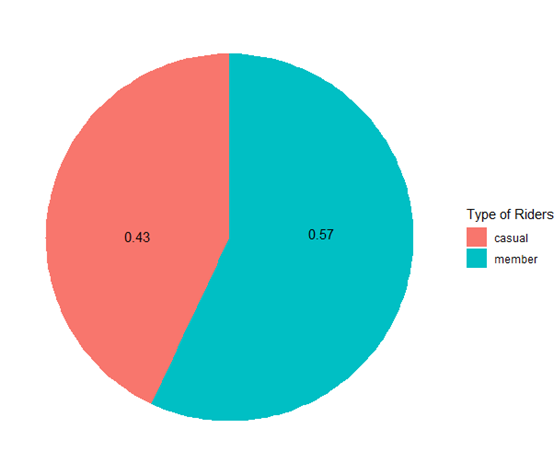 0.43
0.57
Type of Riders
casual
member